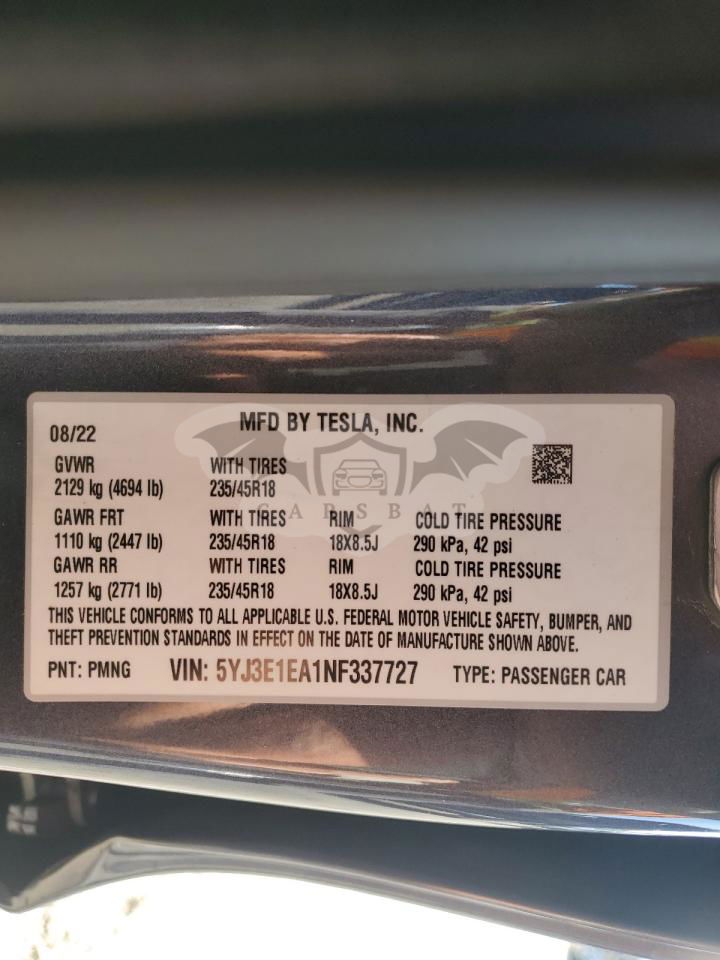 08/22 MFD BY TESLA, INC.
GVWR WITH TIRES
2129 kg (4694 lb) 235/45R18
CARSBAT
GAWR FRT WITH TIRES RIM COLD TIRE PRESSURE
1110 kg (2447 lb) 235/45R18 18X8.5J 290 kPa, 42 psi
GAWR RR WITH TIRES RIM COLD TIRE PRESSURE
1257 kg (2771 lb) 235/45R18 18X8.5J 290 kPa, 42 psi
THIS VEHICLE CONFORMS TO ALL APPLICABLE U.S. FEDERAL MOTOR VEHICLE SAFETY, BUMPER, AND
THEFT PREVENTION STANDARDS IN EFFECT ON THE DATE OF MANUFACTURE SHOWN ABOVE.
PNT: PMNG VIN: 5YJ3E1EA1NF337727 TYPE: PASSENGER CAR